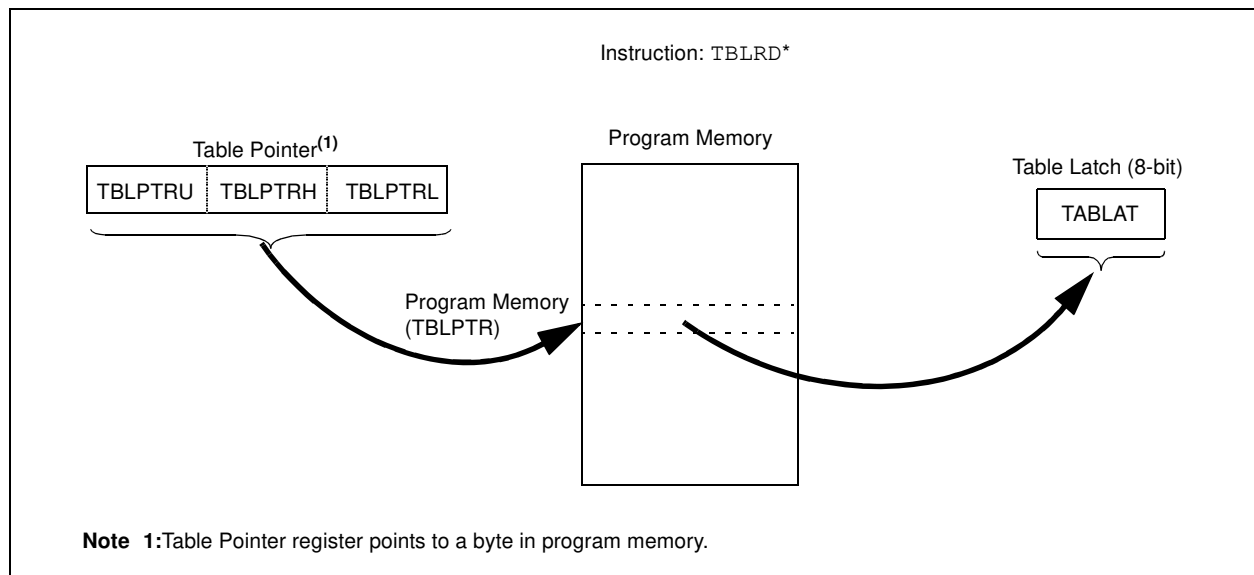 Instruction: TBLRD*
Table Pointer(1)
TBLPTRU TBLPTRH TBLPTRL
Program Memory
Table Latch (8-bit)
TABLAT
Program Memory
(TBLPTR)
Note 1:Table Pointer register points to a byte in program memory.